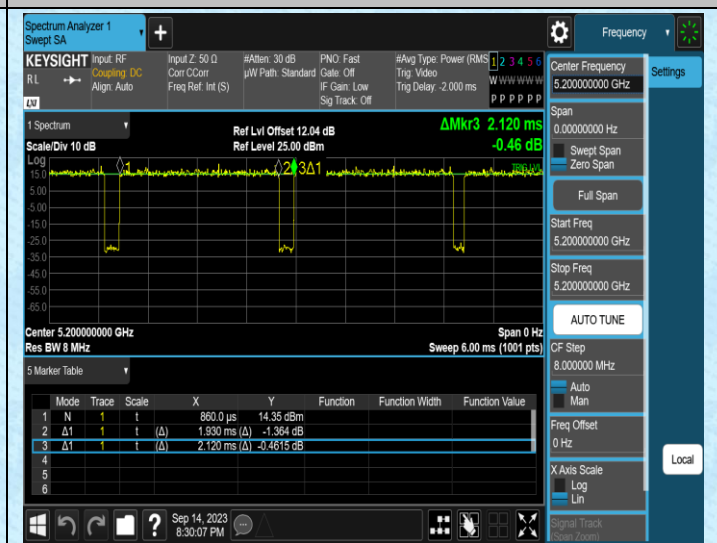 Spectrum Analyzer 1
Swept SA
Frequency
KEYSIGHT
RL
LXI
Input: RF
Coupling: DC
Align: Auto
Input Z: 50 Ω
Corr CCorr
Freq Ref: Int (S)
#Atten: 30 dB
µW Path: Standard
PNO: Fast
Gate: Off
IF Gain: Low
Sig Track: Off
#Avg Type: Power (RMS
Trig: Video
Trig Delay: -2.000 ms
1 2 3 4 5 6
W W W W W W
P P P P P P
1 Spectrum
Scale/Div 10 dB
Ref Lvl Offset 12.04 dB
Ref Level 25.00 dBm
ΔMkr3 2.120 ms
-0.46 dB
Log
15.0
5.00
-5.00
-15.0
-25.0
-35.0
-45.0
-55.0
-65.0
1
2
3Δ1
TRIG LVL
Center 5.200000000 GHz
Res BW 8 MHz
Span 0 Hz
Sweep 6.00 ms (1001 pts)
5 Marker Table
Mode Trace Scale X Y Function Function Width Function Value
1 N 1 t 860.0 µs 14.35 dBm
2 Δ1 1 t (Δ) 1.930 ms (Δ) -1.364 dB
3 Δ1 1 t (Δ) 2.120 ms (Δ) -0.4615 dB
4
5
6
Sep 14, 2023
8:30:07 PM
Center Frequency
5.200000000 GHz
Settings
Span
0.00000000 Hz
Swept Span
Zero Span
Full Span
Start Freq
5.200000000 GHz
Stop Freq
5.200000000 GHz
AUTO TUNE
CF Step
8.000000 MHz
Auto
Man
Freq Offset
0 Hz
X Axis Scale
Log
Lin
Local
Signal Track
(Span Zoom)